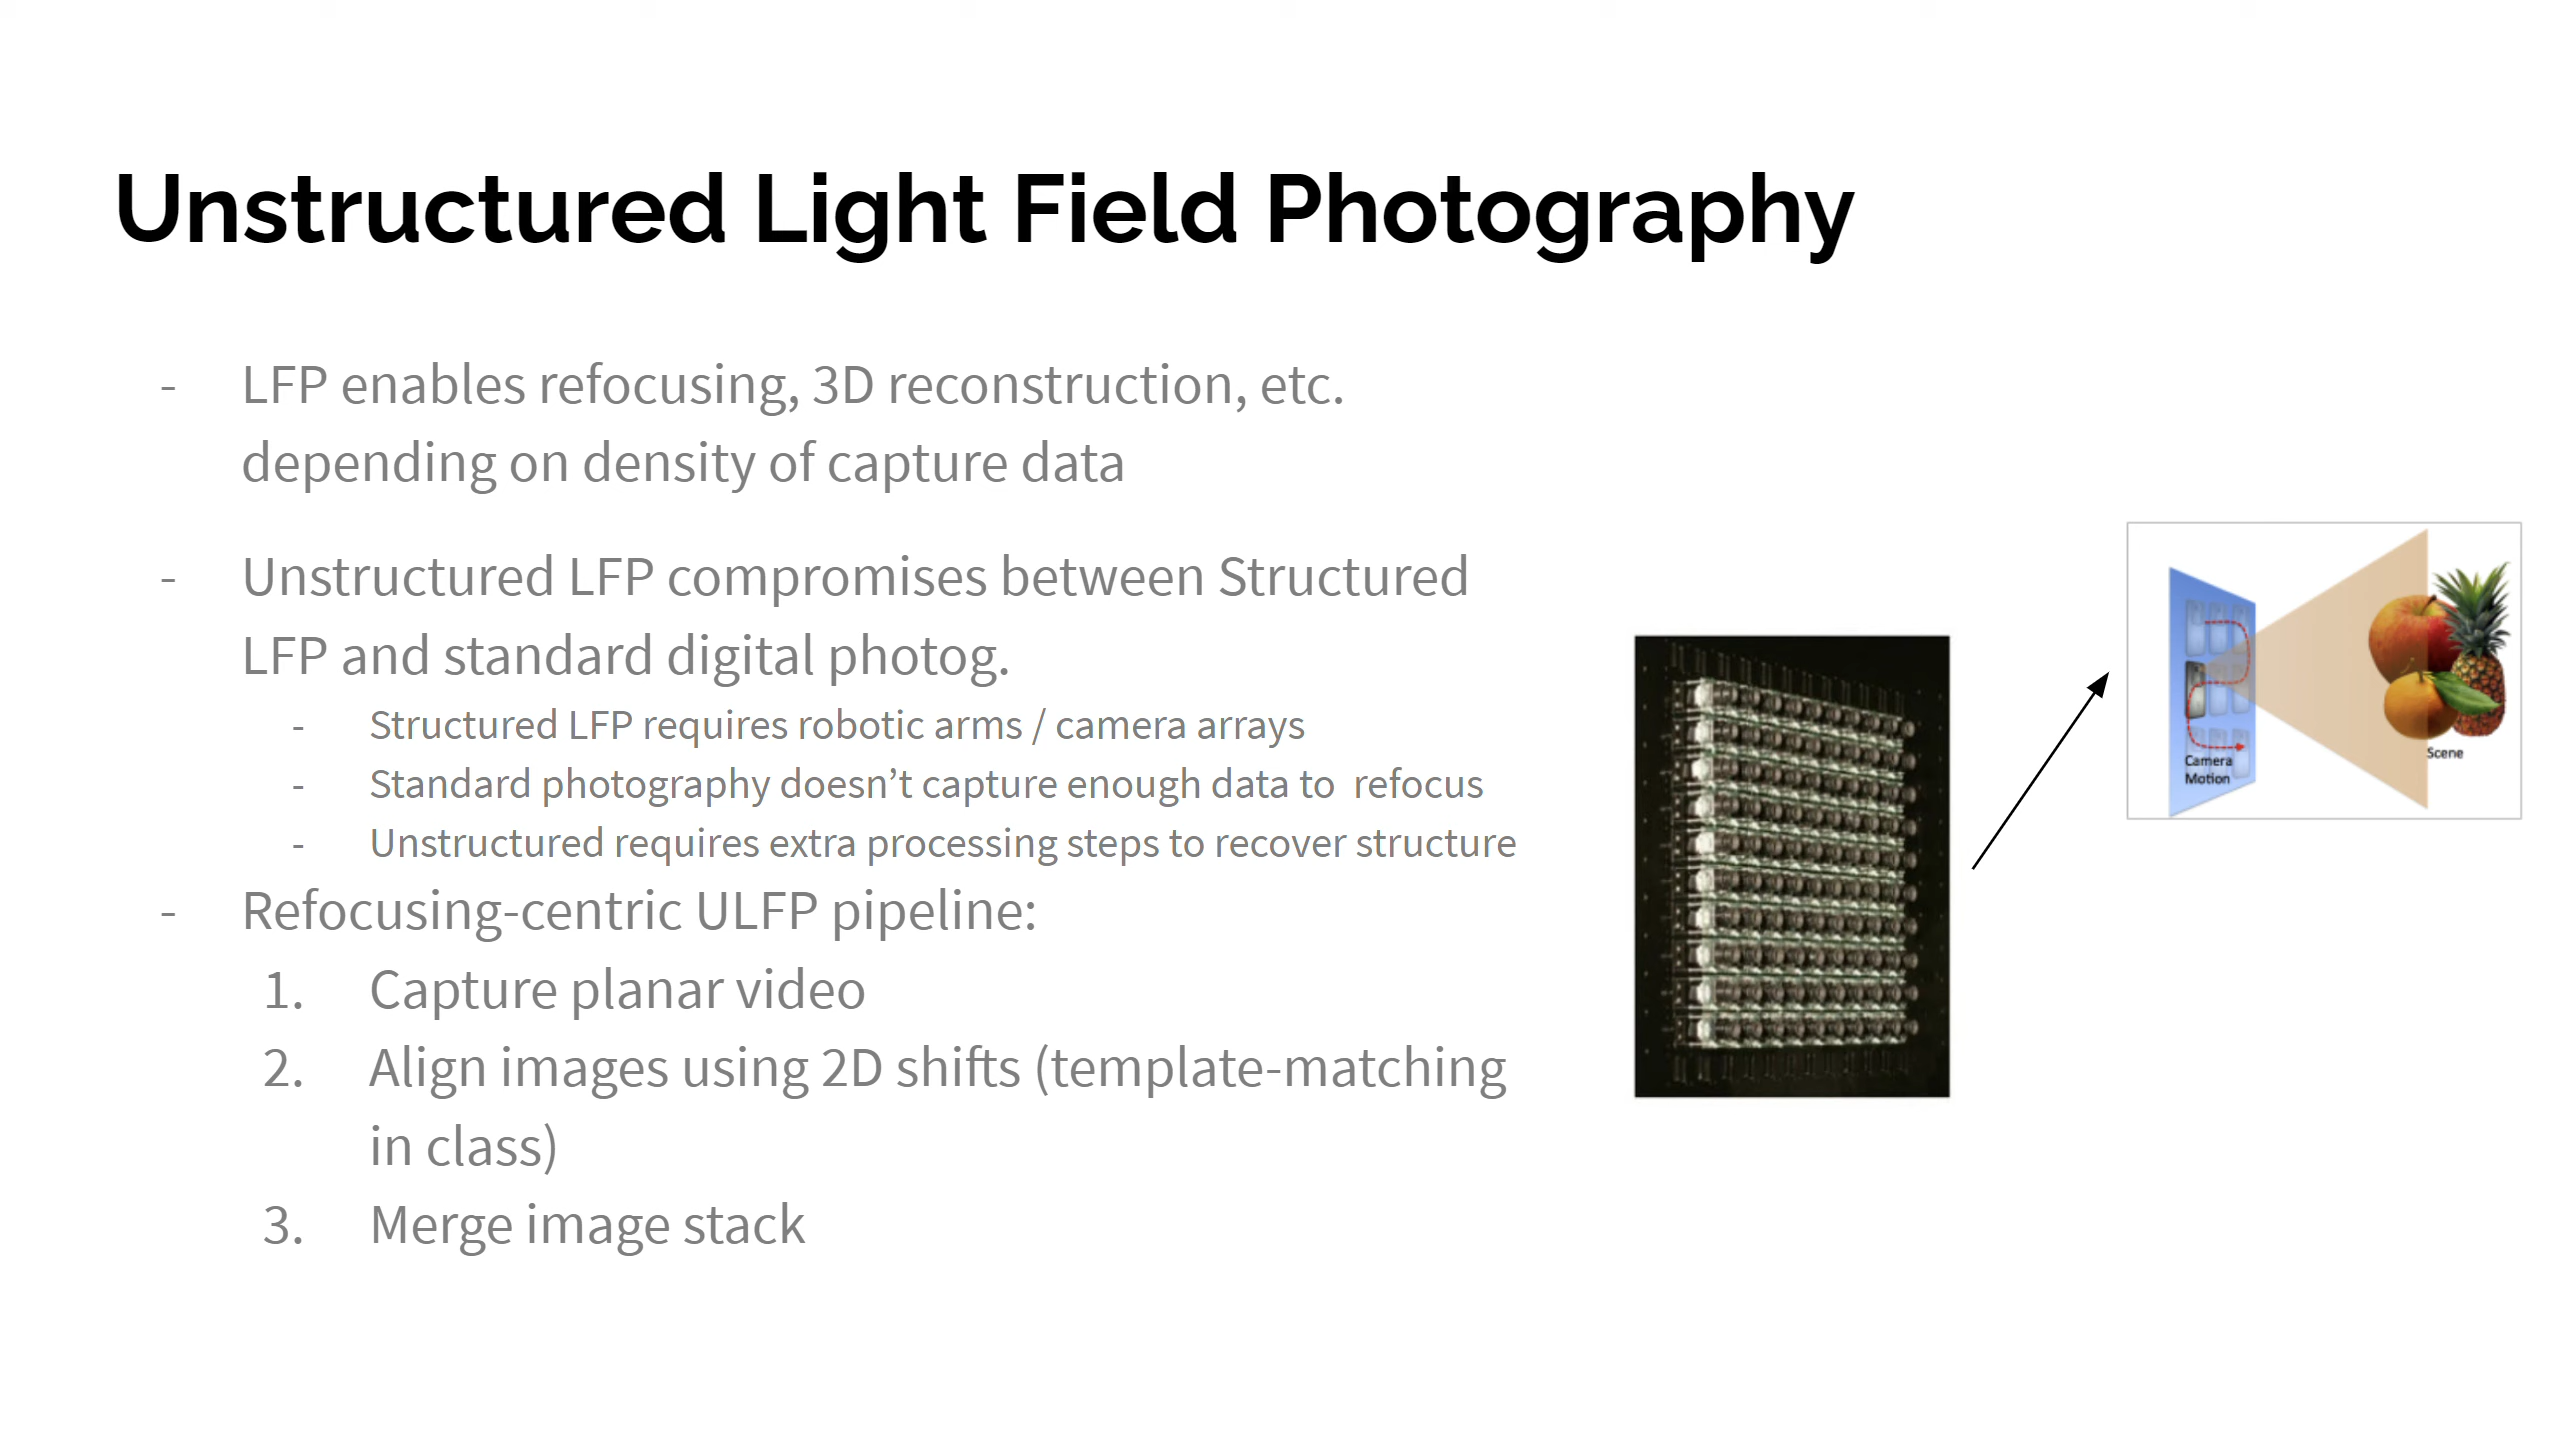 Unstructured Light Field Photography
- LFP enables refocusing, 3D reconstruction, etc.
depending on density of capture data
- Unstructured LFP compromises between Structured
LFP and standard digital photog.
- Structured LFP requires robotic arms / camera arrays
- Standard photography doesn’t capture enough data to  refocus
- Unstructured requires extra processing steps to recover structure
- Refocusing-centric ULFP pipeline:
1. Capture planar video
2. Align images using 2D shifts (template-matching
in class)
3. Merge image stack
Camera
Motion
Scene